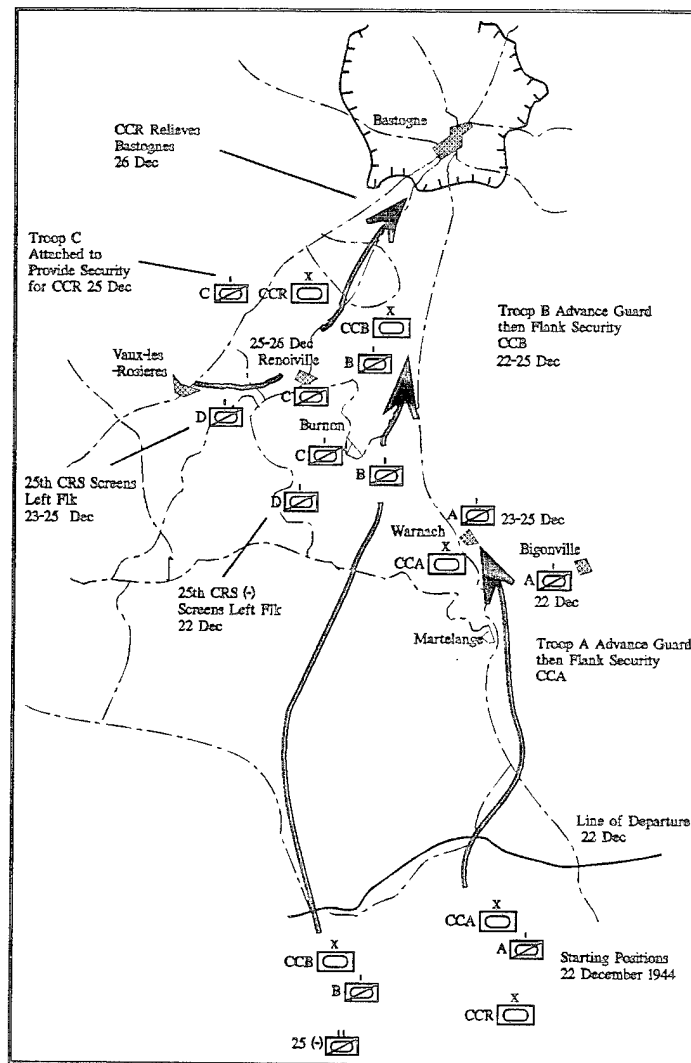 Bastogne
CCR Relieves
Bastognes
26 Dec
Troop C
Attached to
Provide Security
for CCR 25 Dec
C
X
CCR
X
CCB
Troop B Advance Guard
then Flank Security
CCB
22-25 Dec
25-26 Dec
Renoiville
B
Vaux-les
-Rosieres
C
D
Burnon
C
B
25th CRS Screens
Left Flk
23-25 Dec
D
A
23-25 Dec
Warnach
X
CCA
Bigonville
A
22 Dec
25th CRS (-)
Screens Left Flk
22 Dec
Martelange
Troop A Advance Guard
then Flank Security
CCA
Line of Departure
22 Dec
X
CCA
A
X
CCB
B
Starting Positions
22 December 1944
X
CCR
25 (-)